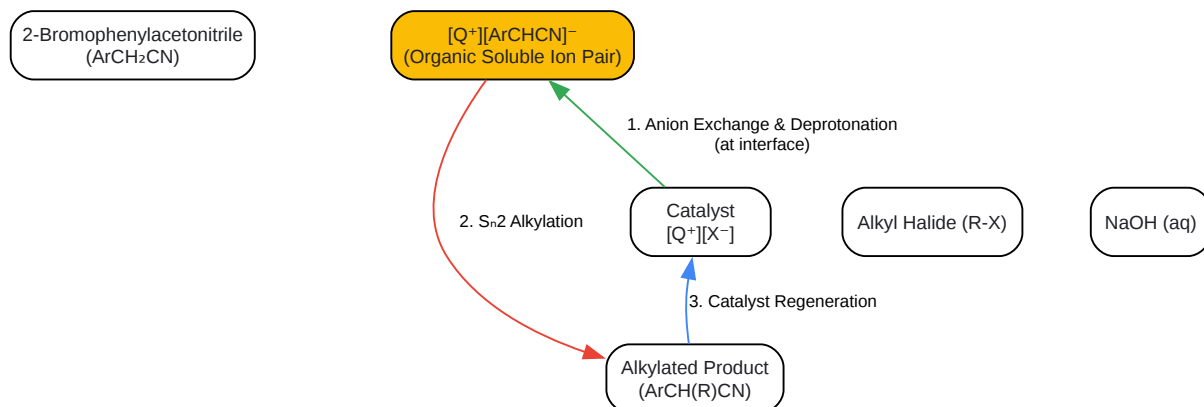 2-Bromophenylacetonitrile
(ArCH₂CN)
[Q⁺][ArCHCN]⁻
(Organic Soluble Ion Pair)
1. Anion Exchange & Deprotonation
(at interface)
2. Sₙ2 Alkylation
Catalyst
[Q⁺][X⁻]
Alkyl Halide (R-X)
NaOH (aq)
3. Catalyst Regeneration
Alkylated Product
(ArCH(R)CN)